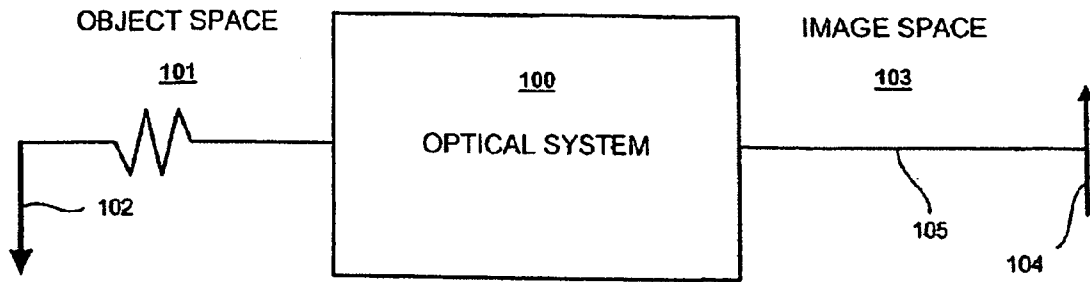 OBJECT SPACE
IMAGE SPACE
101
100
103
OPTICAL SYSTEM
102
105
104